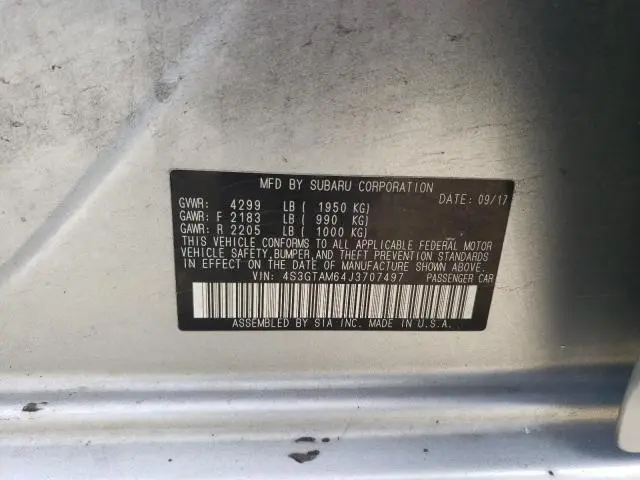 MFD BY SUBARU CORPORATION
GVWR: 4299 LB ( 1950 KG) DATE: 09/17
GAWR: F 2183 LB ( 990 KG)
GAWR: R 2205 LB ( 1000 KG)
THIS VEHICLE CONFORMS TO ALL APPLICABLE FEDERAL MOTOR
VEHICLE SAFETY, BUMPER, AND THEFT PREVENTION STANDARDS
IN EFFECT ON THE DATE OF MANUFACTURE SHOWN ABOVE.
VIN: 4S3GTAM64J3707497 PASSENGER CAR
ASSEMBLED BY SIA INC. MADE IN U.S.A.